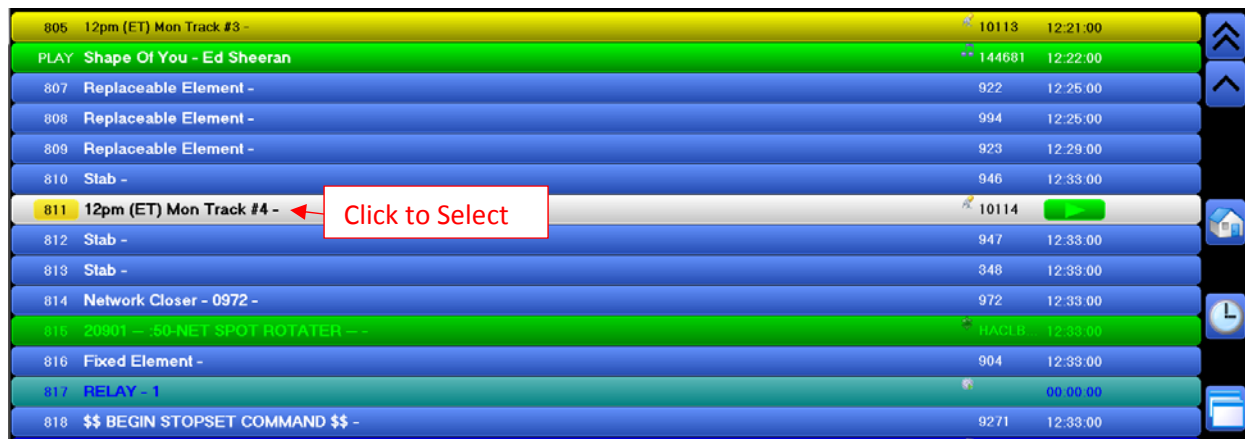 805 12pm (ET) Mon Track #3 - 10113 12:21:00
PLAY Shape Of You - Ed Sheeran 144681 12:22:00
807 Replaceable Element - 922 12:25:00
808 Replaceable Element - 994 12:25:00
809 Replaceable Element - 923 12:29:00
810 Stab - 946 12:33:00
811 12pm (ET) Mon Track #4 - Click to Select 10114
812 Stab - 947 12:33:00
813 Stab - 348 12:33:00
814 Network Closer - 0972 - 972 12:33:00
815 20901 -- :50-NET SPOT ROTATER -- - HACLB... 12:33:00
816 Fixed Element - 904 12:33:00
817 RELAY - 1 00:00:00
818 $$ BEGIN STOPSET COMMAND $$ - 9271 12:33:00